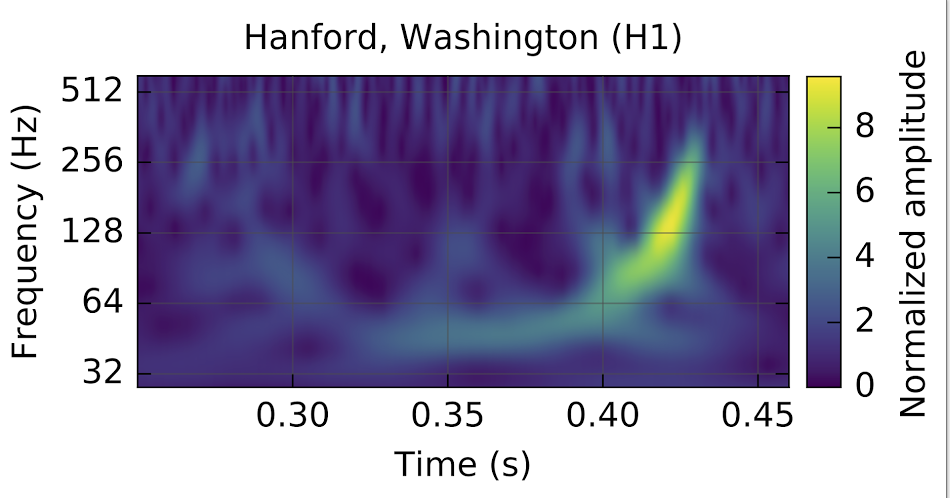 Hanford, Washington (H1)
Frequency (Hz)
512
256
128
64
32
0.30 0.35 0.40 0.45
Time (s)
8
6
4
2
0
Normalized amplitude